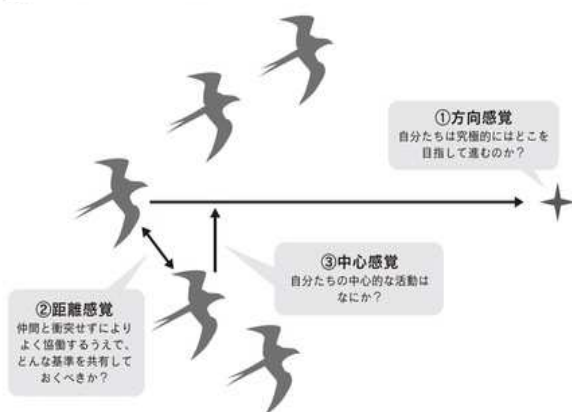 ①方向感覚
自分たちは究極的にはどこを
目指して進むのか？
③中心感覚
自分たちの中心的な活動は
なにか？
②距離感覚
仲間と衝突せずにより
よく協働するうえで、
どんな基準を共有して
おくべきか？